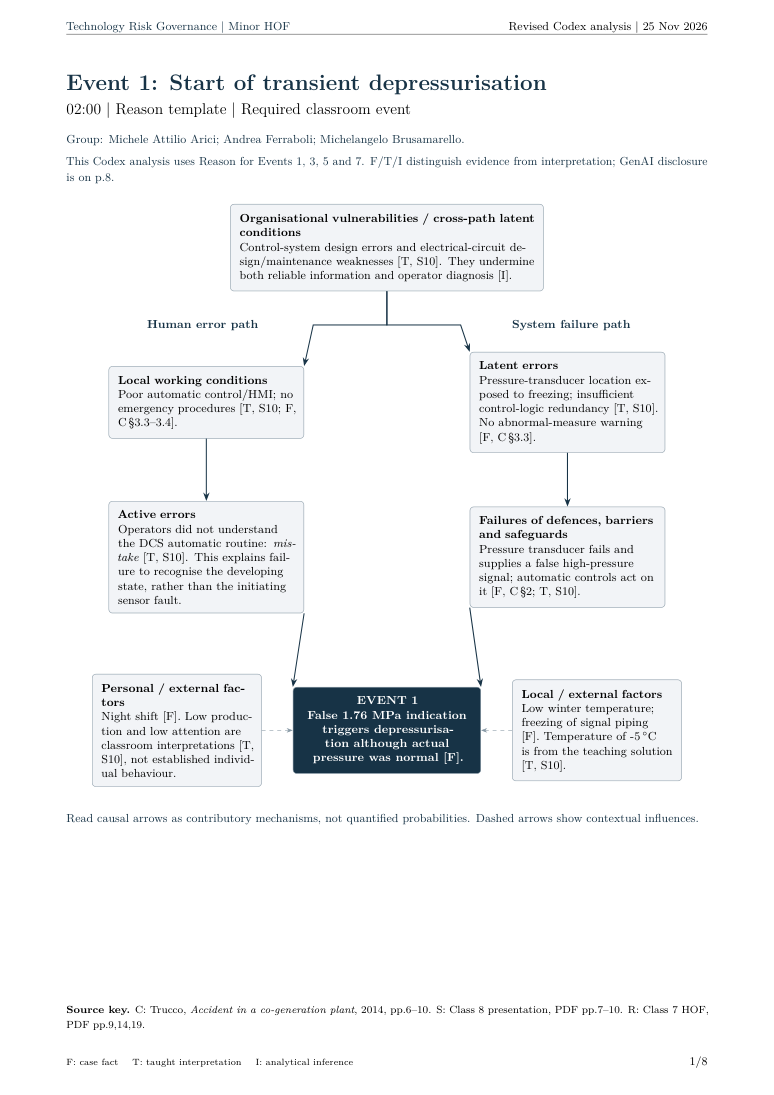 Technology Risk Governance | Minor HOF
Revised Codex analysis | 25 Nov 2026
Event 1: Start of transient depressurisation
02:00 | Reason template | Required classroom event
Group: Michele Attilio Arici; Andrea Ferraboli; Michelangelo Brusamarello.
This Codex analysis uses Reason for Events 1, 3, 5 and 7. F/T/I distinguish evidence from interpretation; GenAI disclosure
is on p.8.
Organisational vulnerabilities / cross-path latent
conditions
Control-system design errors and electrical-circuit de-
sign/maintenance weaknesses [T, S10]. They undermine
both reliable information and operator diagnosis [I].
Human error path
System failure path
Local working conditions
Poor automatic control/HMI; no
emergency procedures [T, S10; F,
C §3.3–3.4].
Latent errors
Pressure-transducer location ex-
posed to freezing; insufficient
control-logic redundancy [T, S10].
No abnormal-measure warning
[F, C §3.3].
Active errors
Operators did not understand
the DCS automatic routine: mis-
take [T, S10]. This explains fail-
ure to recognise the developing
state, rather than the initiating
sensor fault.
Failures of defences, barriers
and safeguards
Pressure transducer fails and
supplies a false high-pressure
signal; automatic controls act on
it [F, C §2; T, S10].
Personal / external fac-
tors
Night shift [F]. Low produc-
tion and low attention are
classroom interpretations [T,
S10], not established individ-
ual behaviour.
EVENT 1
False 1.76 MPa indication
triggers depressurisa-
tion although actual
pressure was normal [F].
Local / external factors
Low winter temperature;
freezing of signal piping
[F]. Temperature of -5 °C
is from the teaching solution
[T, S10].
Read causal arrows as contributory mechanisms, not quantified probabilities. Dashed arrows show contextual influences.
Source key. C: Trucco, Accident in a co-generation plant, 2014, pp.6–10. S: Class 8 presentation, PDF pp.7–10. R: Class 7 HOF,
PDF pp.9,14,19.
F: case fact T: taught interpretation I: analytical inference
1/8